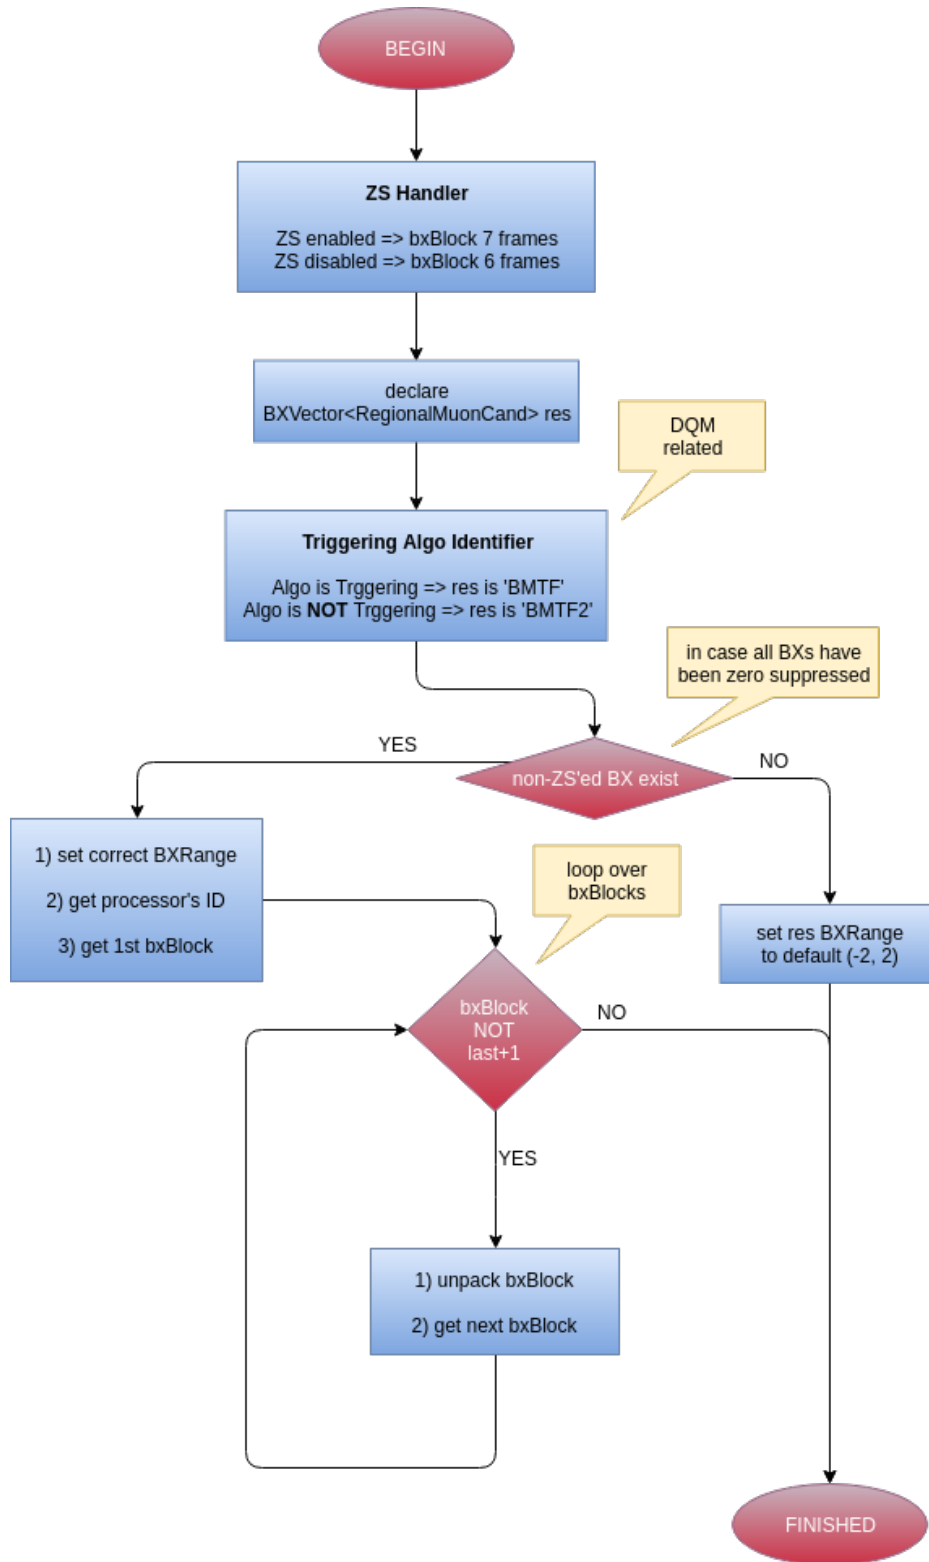 BEGIN
ZS Handler
ZS enabled => bxBlock 7 frames
ZS disabled => bxBlock 6 frames
declare
BXVector<RegionalMuonCand> res
DQM
related
Triggering Algo Identifier
Algo is Trggering => res is 'BMTF'
Algo is NOT Trggering => res is 'BMTF2'
in case all BXs have
been zero suppressed
YES
non-ZS'ed BX exist
NO
1) set correct BXRange
2) get processor's ID
3) get 1st bxBlock
loop over
bxBlocks
set res BXRange
to default (-2, 2)
bxBlock
NOT
last+1
NO
YES
1) unpack bxBlock
2) get next bxBlock
FINISHED